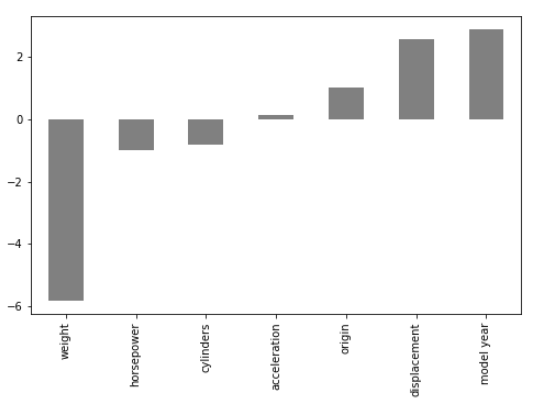 2
0
−2
−4
−6
weight
horsepower
cylinders
acceleration
origin
displacement
model year